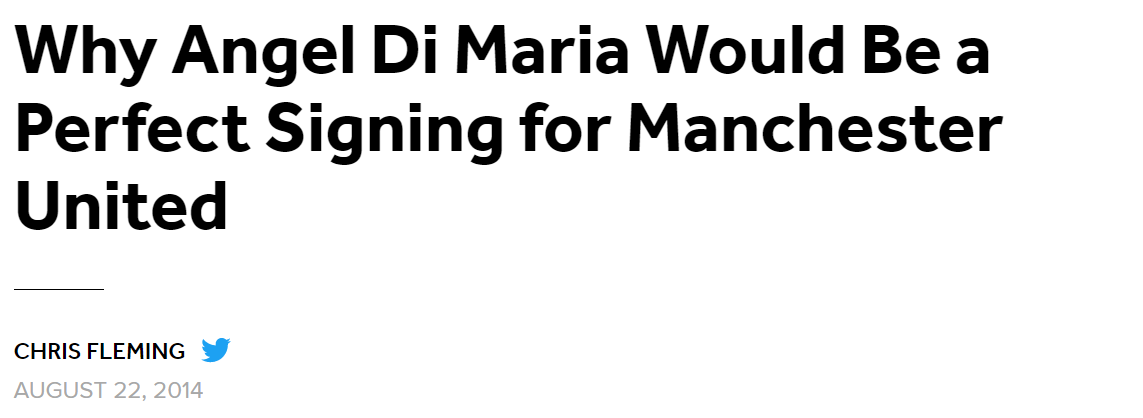 Why Angel Di Maria Would Be a
Perfect Signing for Manchester
United
CHRIS FLEMING
AUGUST 22, 2014